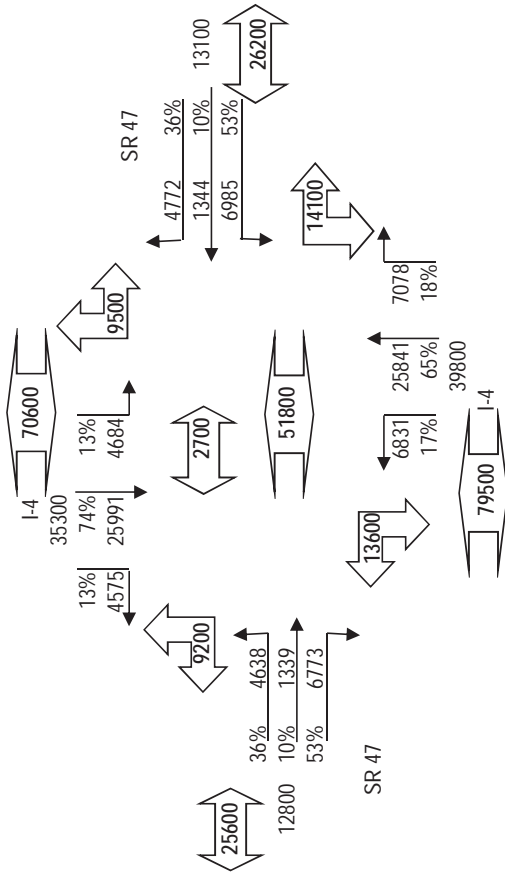 I-4 70600
35300
13% 74% 13%
4575 25991 4684 9500 SR 47
4772 36%
9200 2700 1344 10% 13100
25600 6985 53%
36% 4638 26200
12800 10% 1339 51800
53% 6773 14100
SR 47 13600
6831 25841 7078
17% 65% 18%
39800
79500 I-4